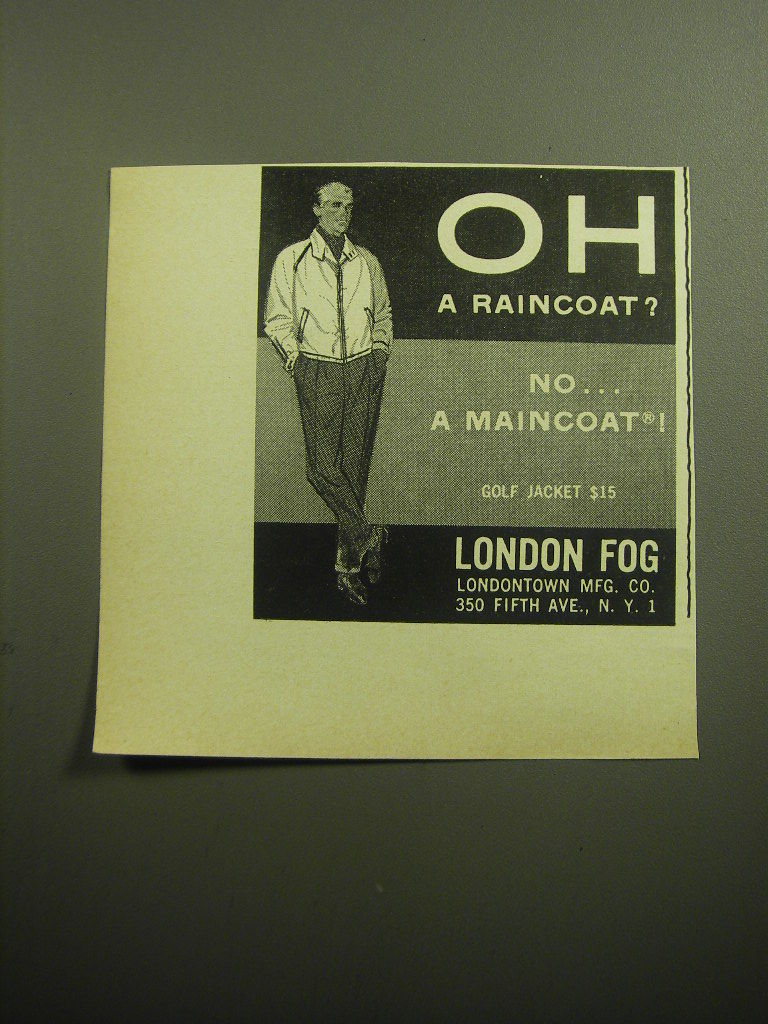 OH
A RAINCOAT?
NO...
A MAINCOAT®!
GOLF JACKET $15
LONDON FOG
LONDONTOWN MFG. CO.
350 FIFTH AVE., N. Y. 1